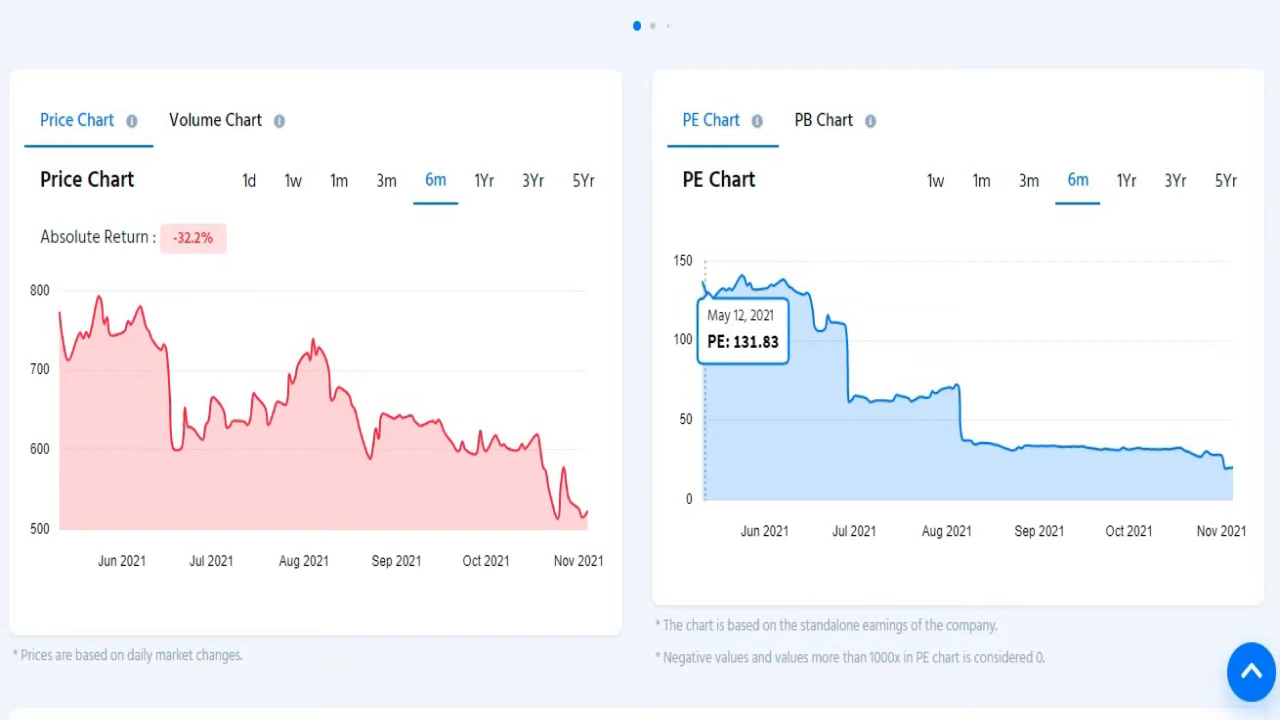 Price Chart
Volume Chart
Price Chart
1d 1w 1m 3m 6m 1Yr 3Yr 5Yr
Absolute Return : -32.2%
800
700
600
500
Jun 2021 Jul 2021 Aug 2021 Sep 2021 Oct 2021 Nov 2021
* Prices are based on daily market changes.
PE Chart
PB Chart
PE Chart
1w 1m 3m 6m 1Yr 3Yr 5Yr
150
100
50
0
May 12, 2021
PE: 131.83
Jun 2021 Jul 2021 Aug 2021 Sep 2021 Oct 2021 Nov 2021
* The chart is based on the standalone earnings of the company.
* Negative values and values more than 1000x in PE chart is considered 0.